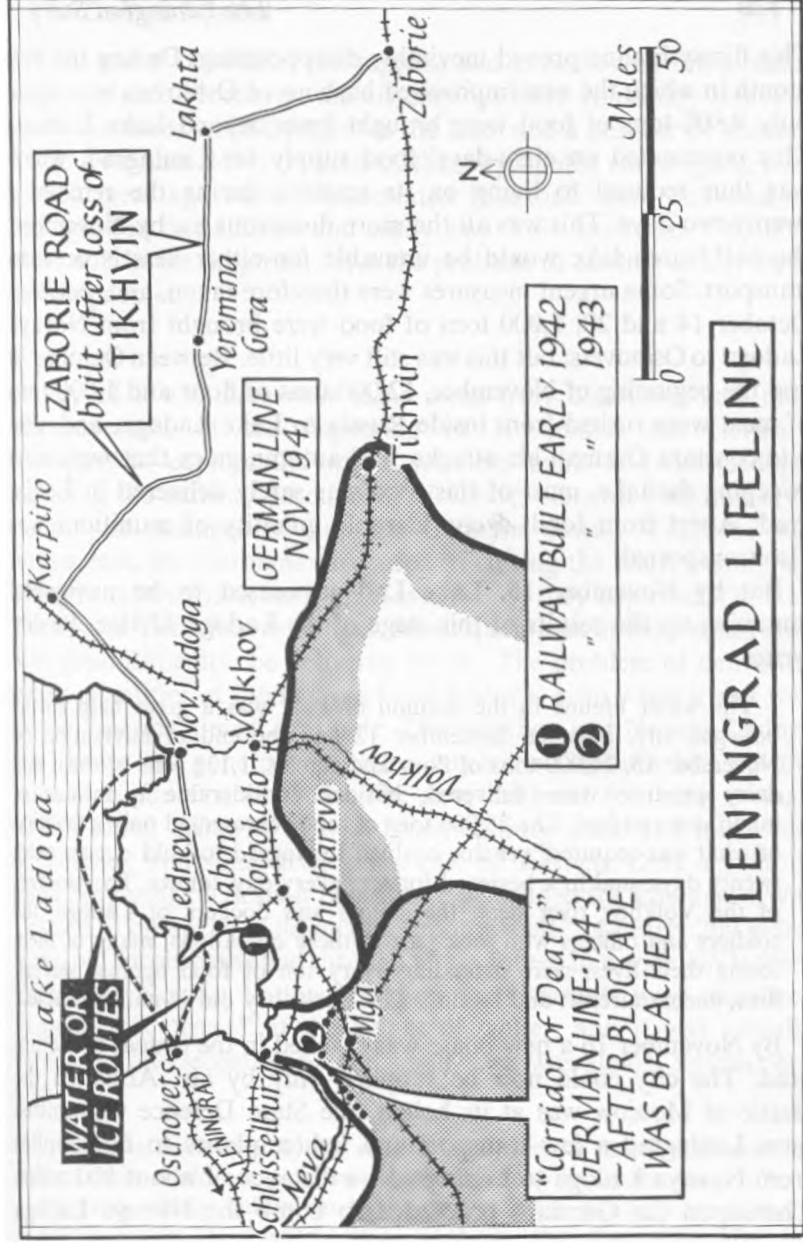 Lake Ladoga
WATER OR
ICE ROUTES
Osinovets
TO
LENINGRAD
Schlüsselburg
Neva
Mga
Lednevo
Kabona
Voibokalo
Zhikharevo
Nov. Ladoga
Volkhov
Volkhov
Karpino
ZABORIE ROAD
built after Loss of
TIKHVIN
Yeremina
Gora
Lakhta
Zaborie
GERMAN LINE
NOV. 1941
Tikhvin
N
"Corridor of Death"
GERMAN LINE:1943
– AFTER BLOCKADE
WAS BREACHED
1 RAILWAY BUILT EARLY 1942
2 " " " 1943
0 25 50
Miles
LENINGRAD LIFELINE